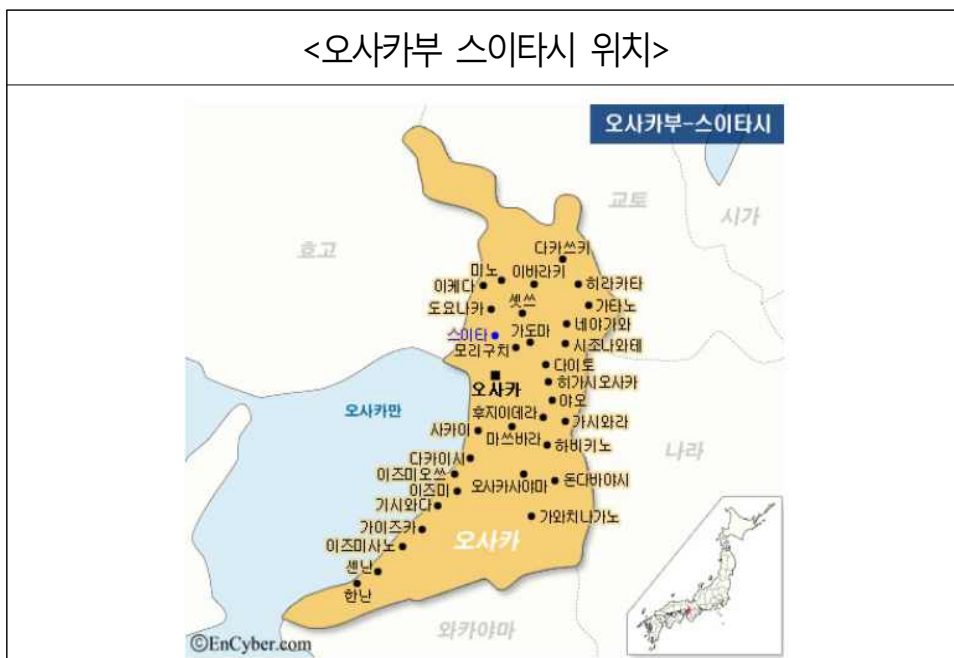 <오사카부 스이타시 위치>
오사카부-스이타시
교토
시가
효고
다카쓰키
미노
이바라키
이케다
히라카타
셋쓰
도요나카
가타노
네야가와
스이타
가도마
모리구치
시조나와테
다이토
오사카
히가시오사카
야오
오사카만
후지이데라
가시와라
사카이
마쓰바라
하비키노
나라
다카이시
이즈미오쓰
오사카사야마
돈다바야시
이즈미
기시와다
가와치나가노
가이즈카
오사카
이즈미사노
센난
한난
와카야마
©EnCyber.com